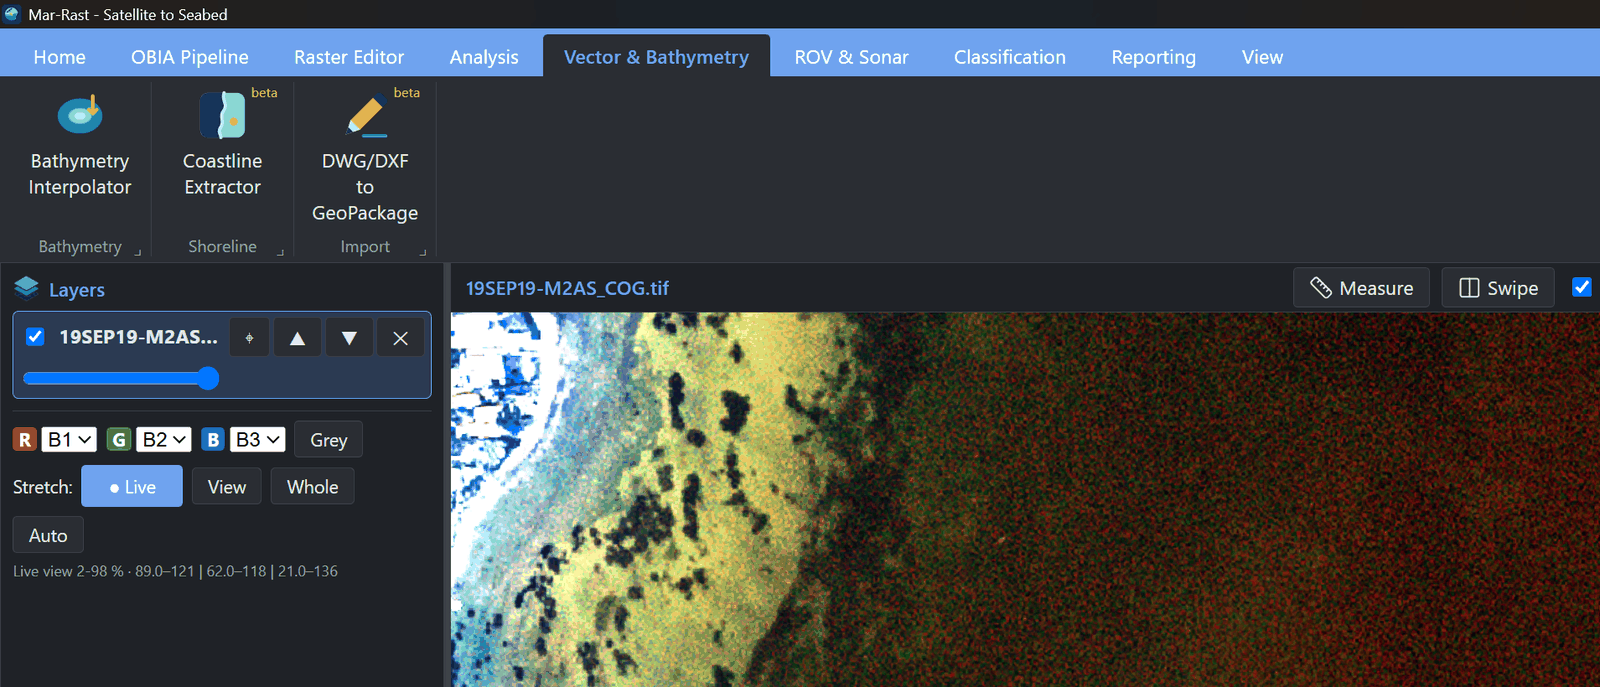 Mar-Rast - Satellite to Seabed
Home OBIA Pipeline Raster Editor Analysis Vector & Bathymetry ROV & Sonar Classification Reporting View
beta beta
Bathymetry Coastline DWG/DXF
Interpolator Extractor to
GeoPackage
Bathymetry Shoreline Import
Layers
19SEP19-M2AS_COG.tif Measure Swipe
19SEP19-M2AS...
R B1 G B2 B B3 Grey
Stretch: Live View Whole
Auto
Live view 2-98 % · 89.0–121 | 62.0–118 | 21.0–136